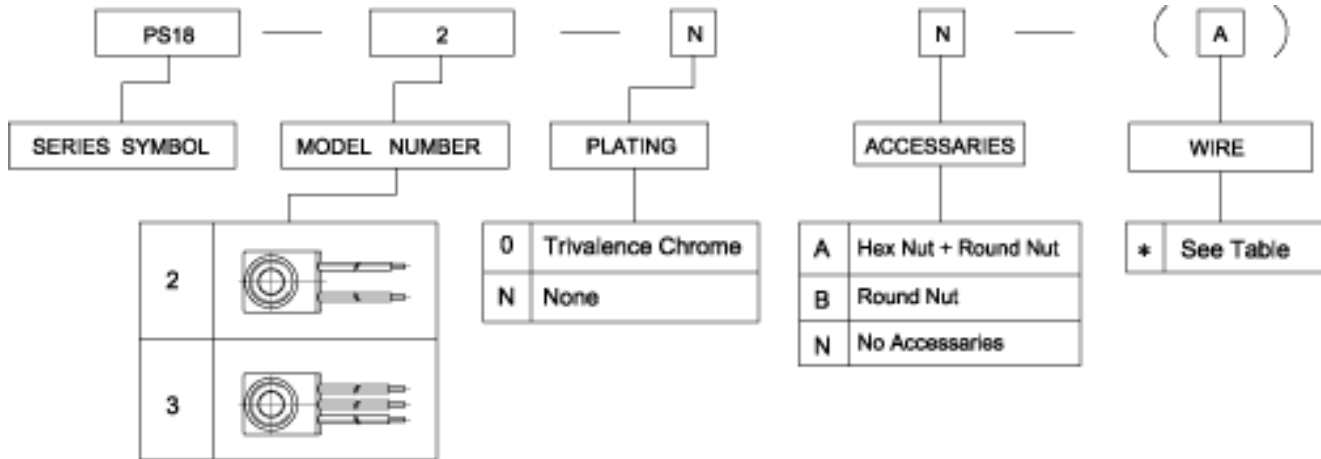 PS18 — 2 — N N — ( A )
SERIES SYMBOL MODEL NUMBER PLATING ACCESSARIES WIRE
2
3
0 Trivalence Chrome
N None
A Hex Nut + Round Nut
B Round Nut
N No Accessaries
* See Table